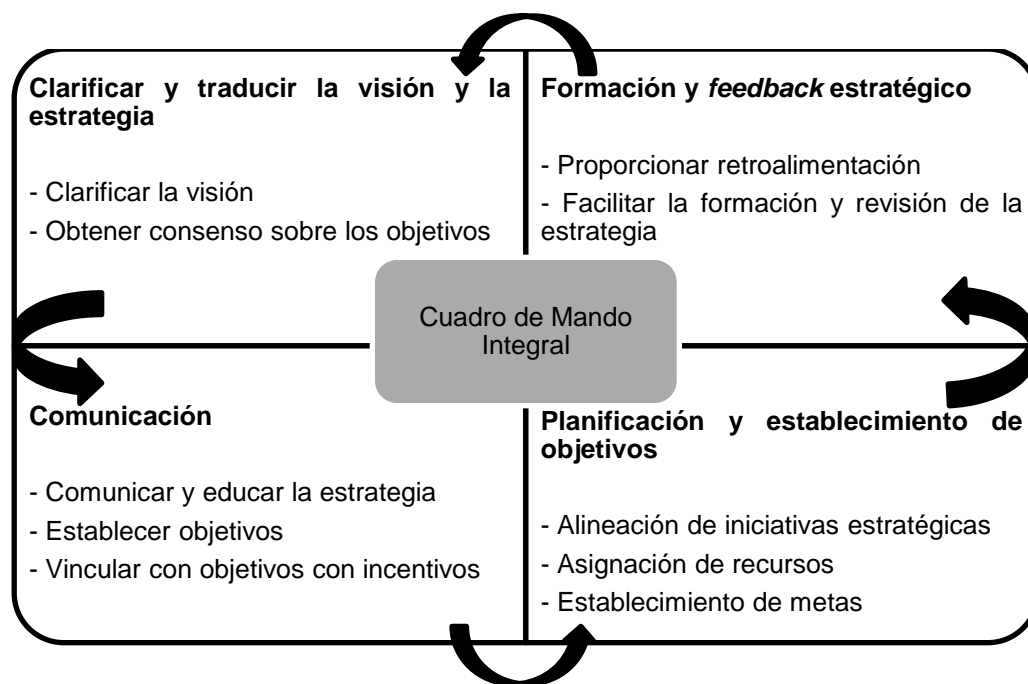 Clarificar y traducir la visión y la
estrategia
- Clarificar la visión
- Obtener consenso sobre los objetivos
Formación y feedback estratégico
- Proporcionar retroalimentación
- Facilitar la formación y revisión de la
estrategia
Cuadro de Mando
Integral
Comunicación
- Comunicar y educar la estrategia
- Establecer objetivos
- Vincular con objetivos con incentivos
Planificación y establecimiento de
objetivos
- Alineación de iniciativas estratégicas
- Asignación de recursos
- Establecimiento de metas